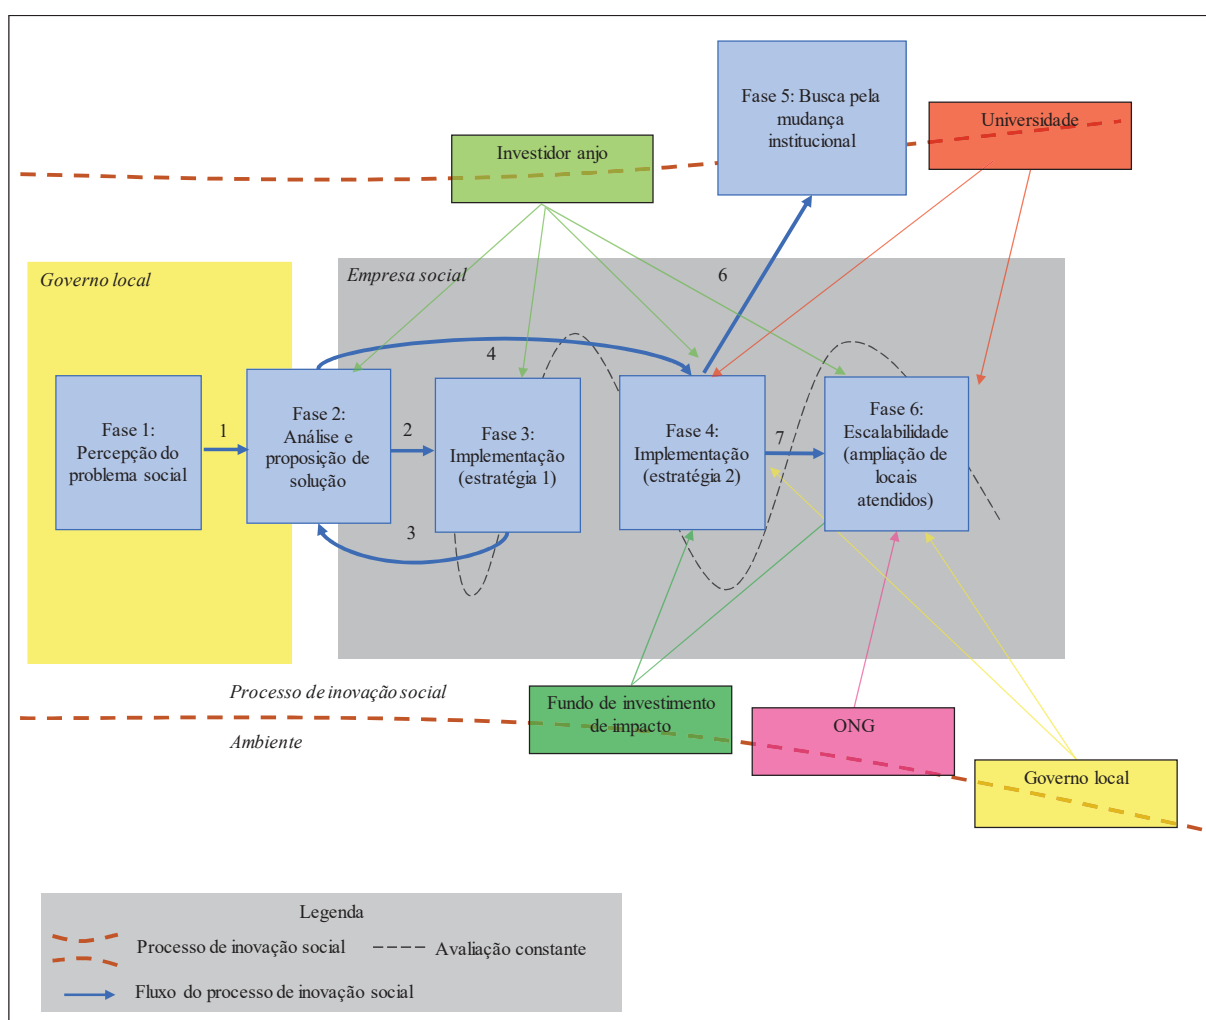 Fase 5: Busca pela
mudança
institucional
Universidade
Investidor anjo
Governo local
Empresa social
6
4
Fase 1:
Percepção do
problema social
1
Fase 2:
Análise e
proposição de
solução
2
3
Fase 3:
Implementação
(estratégia 1)
Fase 4:
Implementação
(estratégia 2)
7
Fase 6:
Escalabilidade
(ampliação de
locais
atendidos)
Processo de inovação social
Ambiente
Fundo de investimento
de impacto
ONG
Governo local
Legenda
Processo de inovação social
Avaliação constante
Fluxo do processo de inovação social